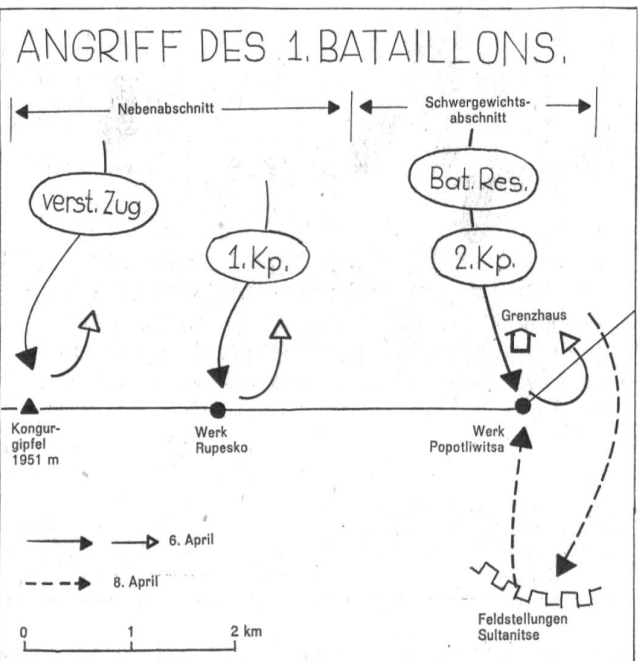 ANGRIFF DES 1. BATAILLONS.
Nebenabschnitt
Schwergewichts-
abschnitt
verst. Zug
Bat. Res.
1. Kp.
2. Kp.
Grenzhaus
Kongur-
gipfel
1951 m
Werk
Rupesko
Werk
Popotliwitsa
6. April
8. April
Feldstellungen
Sultanitse
0 1 2 km